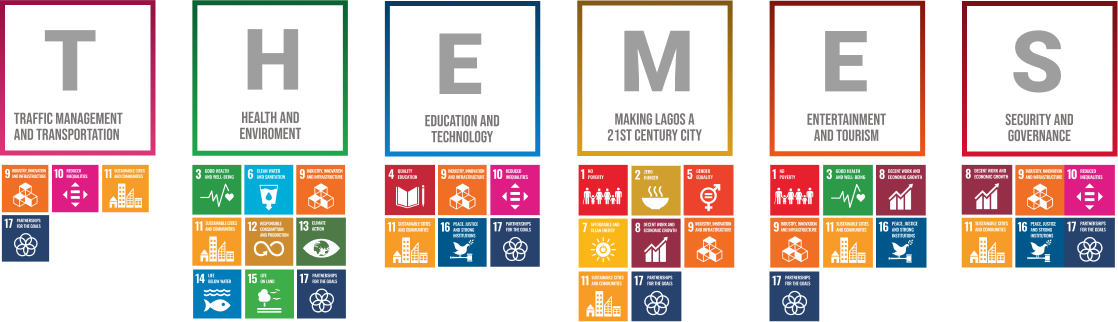 T
TRAFFIC MANAGEMENT
AND TRANSPORTATION
9 INDUSTRY, INNOVATION
AND INFRASTRUCTURE
10 REDUCED
INEQUALITIES
11 SUSTAINABLE CITIES
AND COMMUNITIES
17 PARTNERSHIPS
FOR THE GOALS
H
HEALTH AND
ENVIROMENT
3 GOOD HEALTH
AND WELL-BEING
6 CLEAN WATER
AND SANITATION
9 INDUSTRY, INNOVATION
AND INFRASTRUCTURE
11 SUSTAINABLE CITIES
AND COMMUNITIES
12 RESPONSIBLE
CONSUMPTION
AND PRODUCTION
13 CLIMATE
ACTION
14 LIFE
BELOW WATER
15 LIFE
ON LAND
17 PARTNERSHIPS
FOR THE GOALS
E
EDUCATION AND
TECHNOLOGY
4 QUALITY
EDUCATION
9 INDUSTRY, INNOVATION
AND INFRASTRUCTURE
10 REDUCED
INEQUALITIES
11 SUSTAINABLE CITIES
AND COMMUNITIES
16 PEACE, JUSTICE
AND STRONG
INSTITUTIONS
17 PARTNERSHIPS
FOR THE GOALS
M
MAKING LAGOS A
21ST CENTURY CITY
1 NO
POVERTY
2 ZERO
HUNGER
5 GENDER
EQUALITY
7 AFFORDABLE AND
CLEAN ENERGY
8 DECENT WORK AND
ECONOMIC GROWTH
9 INDUSTRY, INNOVATION
AND INFRASTRUCTURE
11 SUSTAINABLE CITIES
AND COMMUNITIES
17 PARTNERSHIPS
FOR THE GOALS
E
ENTERTAINMENT
AND TOURISM
1 NO
POVERTY
3 GOOD HEALTH
AND WELL-BEING
8 DECENT WORK AND
ECONOMIC GROWTH
9 INDUSTRY, INNOVATION
AND INFRASTRUCTURE
11 SUSTAINABLE CITIES
AND COMMUNITIES
16 PEACE, JUSTICE
AND STRONG
INSTITUTIONS
17 PARTNERSHIPS
FOR THE GOALS
S
SECURITY AND
GOVERNANCE
8 DECENT WORK AND
ECONOMIC GROWTH
9 INDUSTRY, INNOVATION
AND INFRASTRUCTURE
10 REDUCED
INEQUALITIES
11 SUSTAINABLE CITIES
AND COMMUNITIES
16 PEACE, JUSTICE
AND STRONG
INSTITUTIONS
17 PARTNERSHIPS
FOR THE GOALS